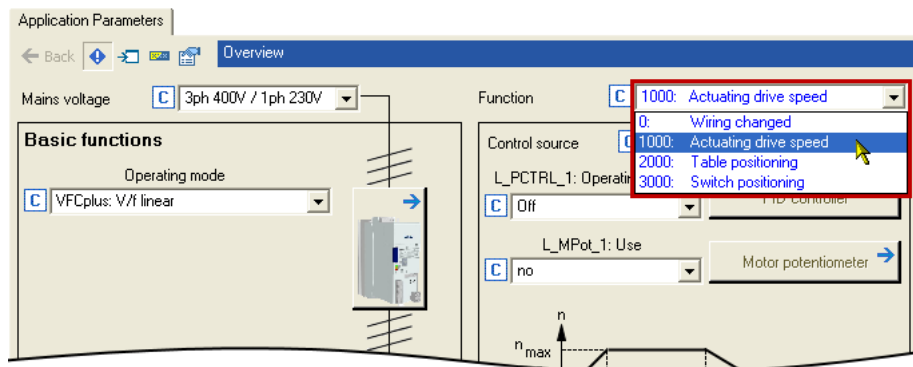 Application Parameters
Back
Overview
Mains voltage
C
3ph 400V / 1ph 230V
Function
C
1000: Actuating drive speed
0: Wiring changed
1000: Actuating drive speed
2000: Table positioning
3000: Switch positioning
Basic functions
Operating mode
C
VFCplus: V/f linear
Control source
L_PCTRL_1:
C
Off
PID controller
L_MPot_1: Use
C
no
Motor potentiometer
n
n max